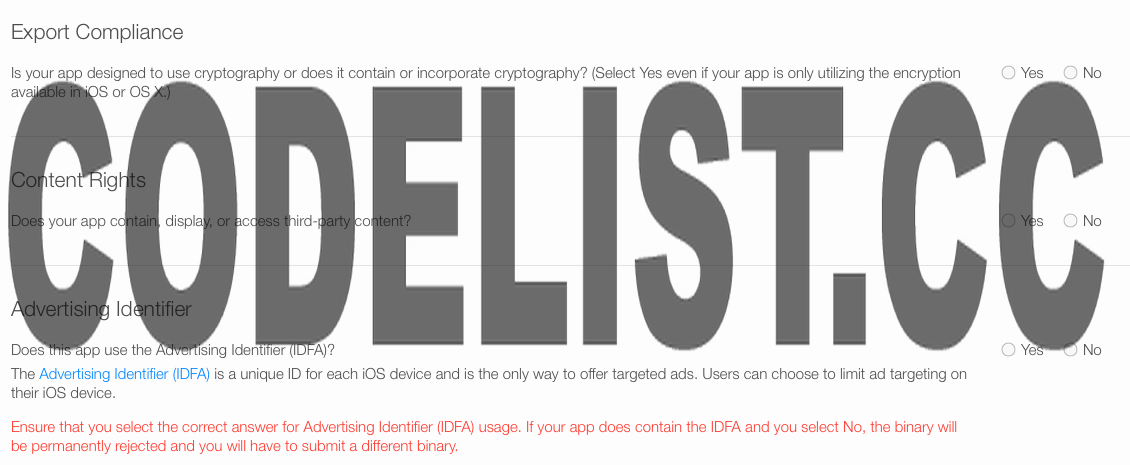 Export Compliance
Is your app designed to use cryptography or does it contain or incorporate cryptography? (Select Yes even if your app is only utilizing the encryption
available in iOS or OS X.)
Yes No
CODELIST.CC
Content Rights
Does your app contain, display, or access third-party content?
Yes No
Advertising Identifier
Does this app use the Advertising Identifier (IDFA)?
Yes No
The Advertising Identifier (IDFA) is a unique ID for each iOS device and is the only way to offer targeted ads. Users can choose to limit ad targeting on
their iOS device.
Ensure that you select the correct answer for Advertising Identifier (IDFA) usage. If your app does contain the IDFA and you select No, the binary will
be permanently rejected and you will have to submit a different binary.